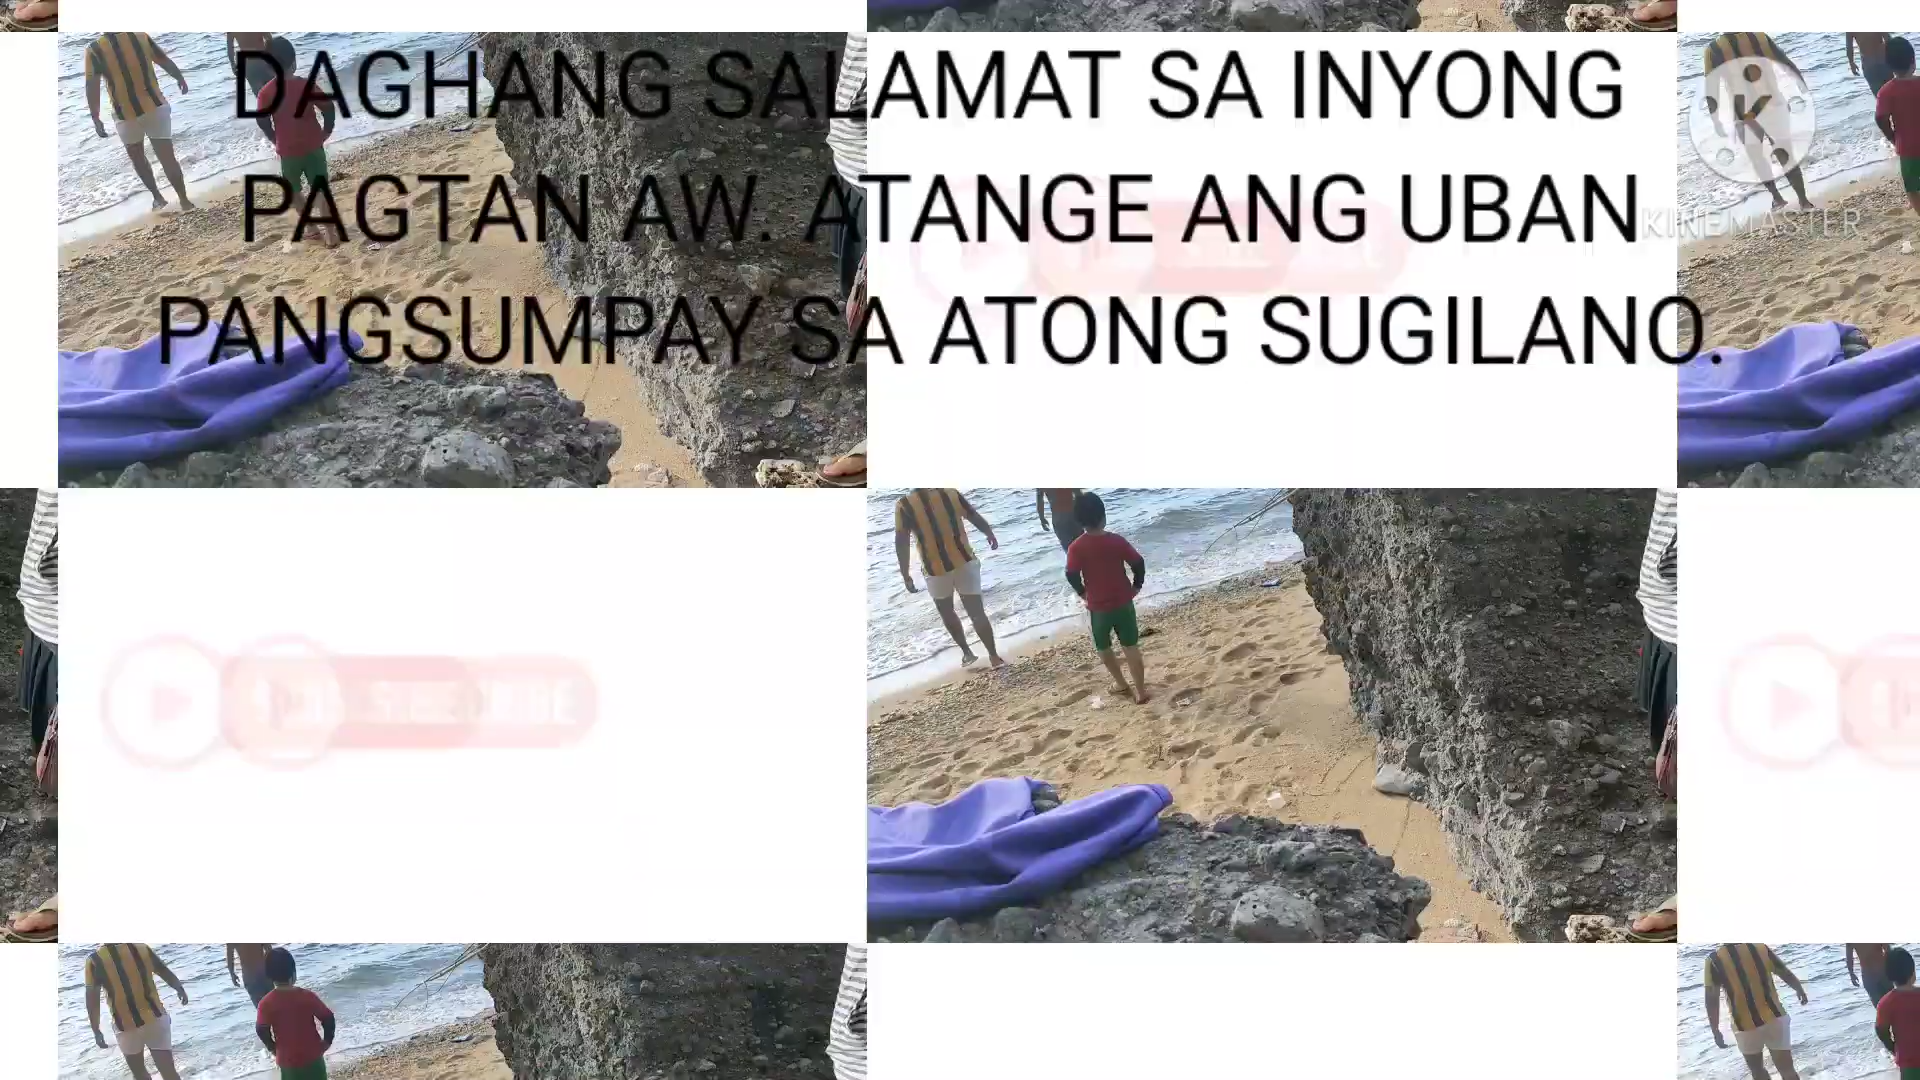 DAGHANG SALAMAT SA INYONG
PAGTAN AW. ATANGE ANG UBAN
PANGSUMPAY SA ATONG SUGILANO.
KINEMASTER